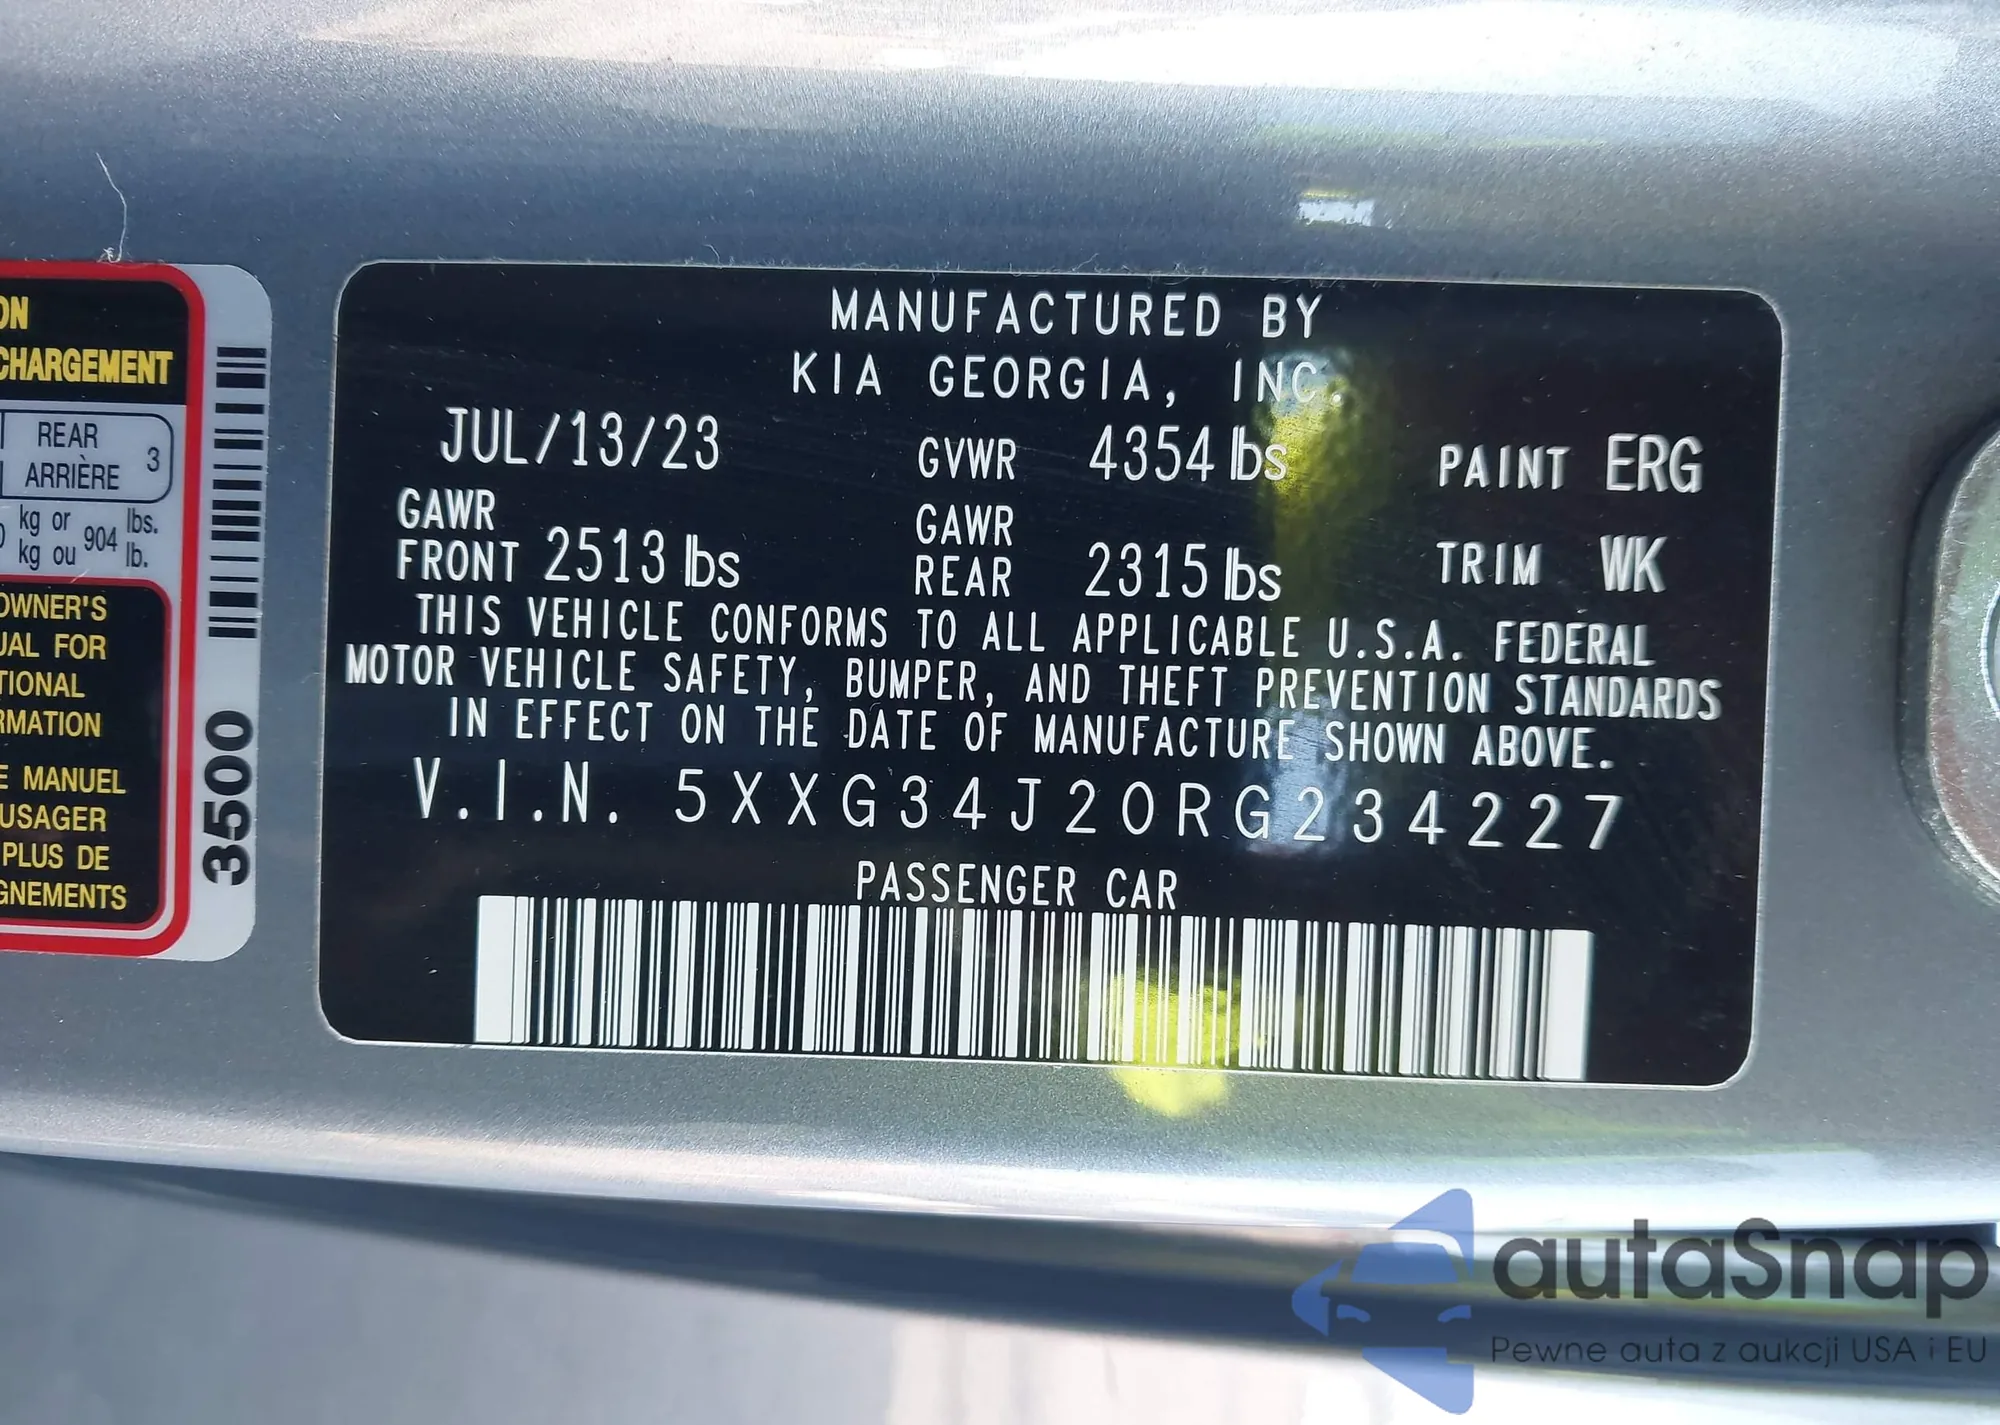 MANUFACTURED BY
KIA GEORGIA, INC.
JUL/13/23 GVWR 4354 lbs PAINT ERG
GAWR FRONT 2513 lbs GAWR REAR 2315 lbs TRIM WK
THIS VEHICLE CONFORMS TO ALL APPLICABLE U.S.A. FEDERAL
MOTOR VEHICLE SAFETY, BUMPER, AND THEFT PREVENTION STANDARDS
IN EFFECT ON THE DATE OF MANUFACTURE SHOWN ABOVE.
V.I.N. 5XXG34J20RG234227
PASSENGER CAR
ON
CHARGEMENT
REAR
ARRIÈRE 3
kg or 904 lbs.
kg ou lb.
OWNER'S
UAL FOR
TIONAL
RMATION
E MANUEL
USAGER
PLUS DE
GNEMENTS
3500
autaSnap
Pewne auta z aukcji USA i EU